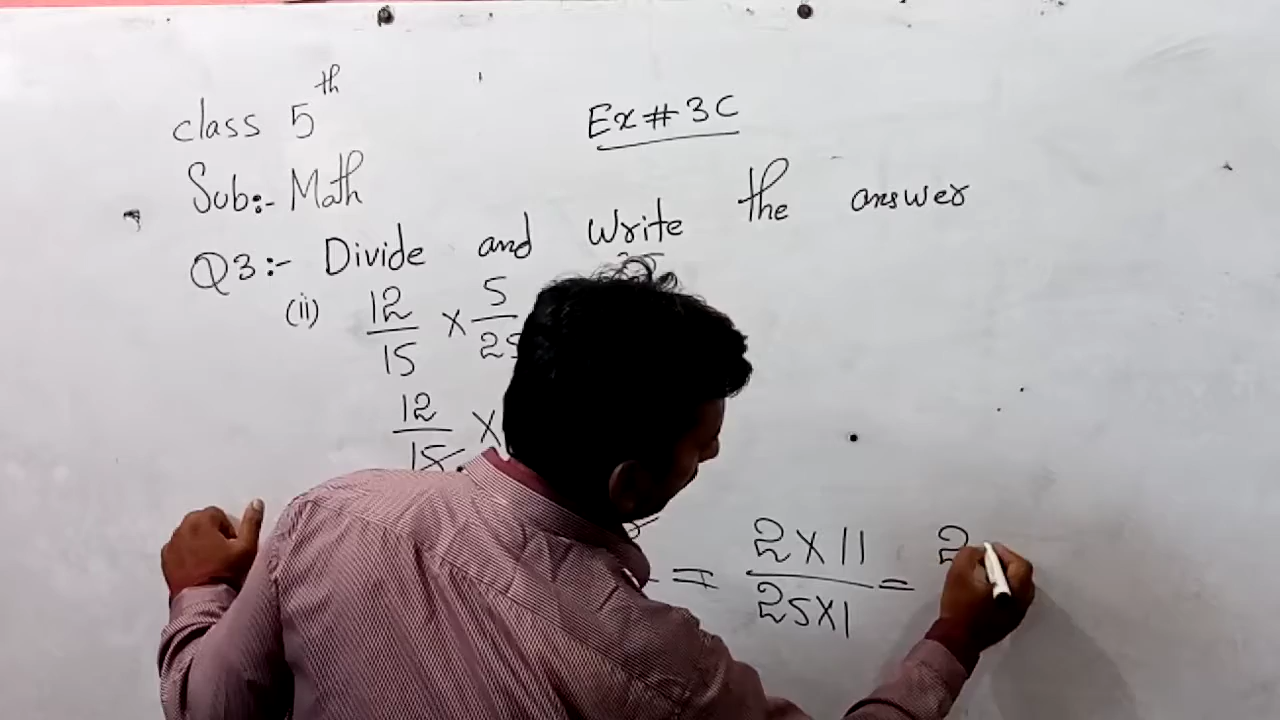 class 5th
Ex # 3C
Sub:- Math
Q3:- Divide and Write the answer
(ii) 12/15 × 5/25
12/15 ×
= 2×11/25×1 = 2